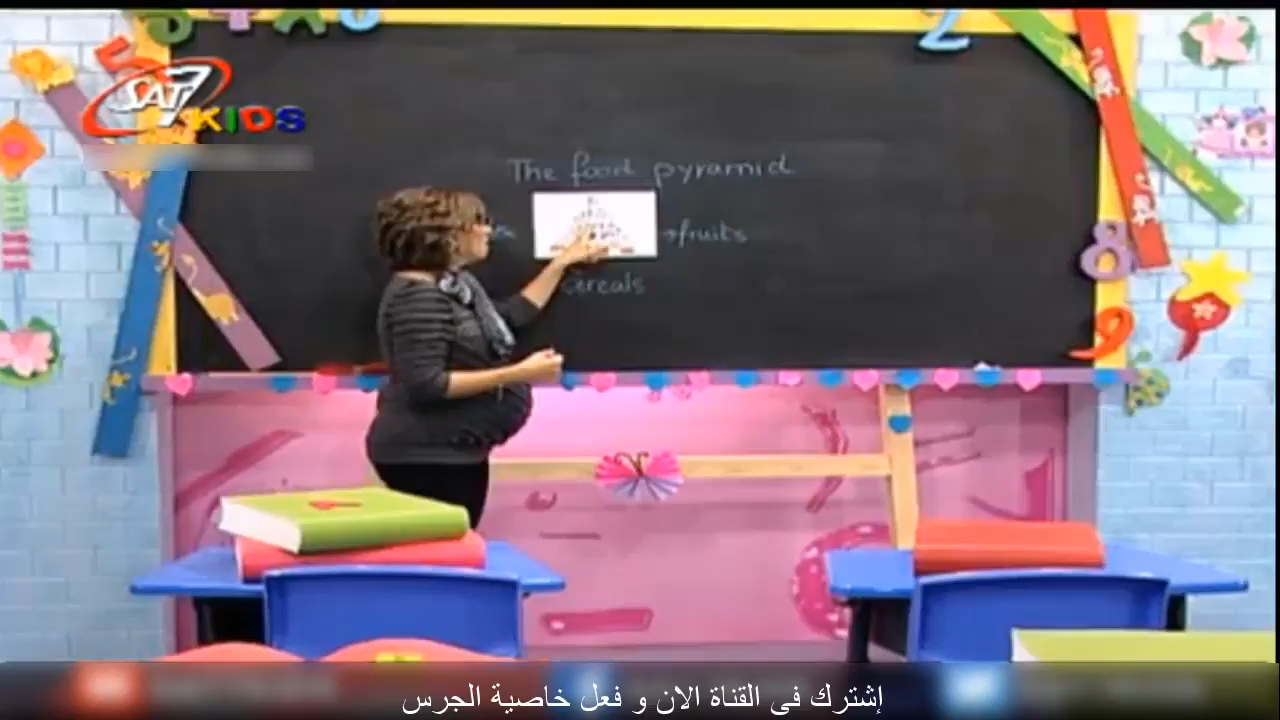 SAT7
KIDS
The food pyramid
→fruits
cereals
إشترك فى القناة الان و فعل خاصية الجرس